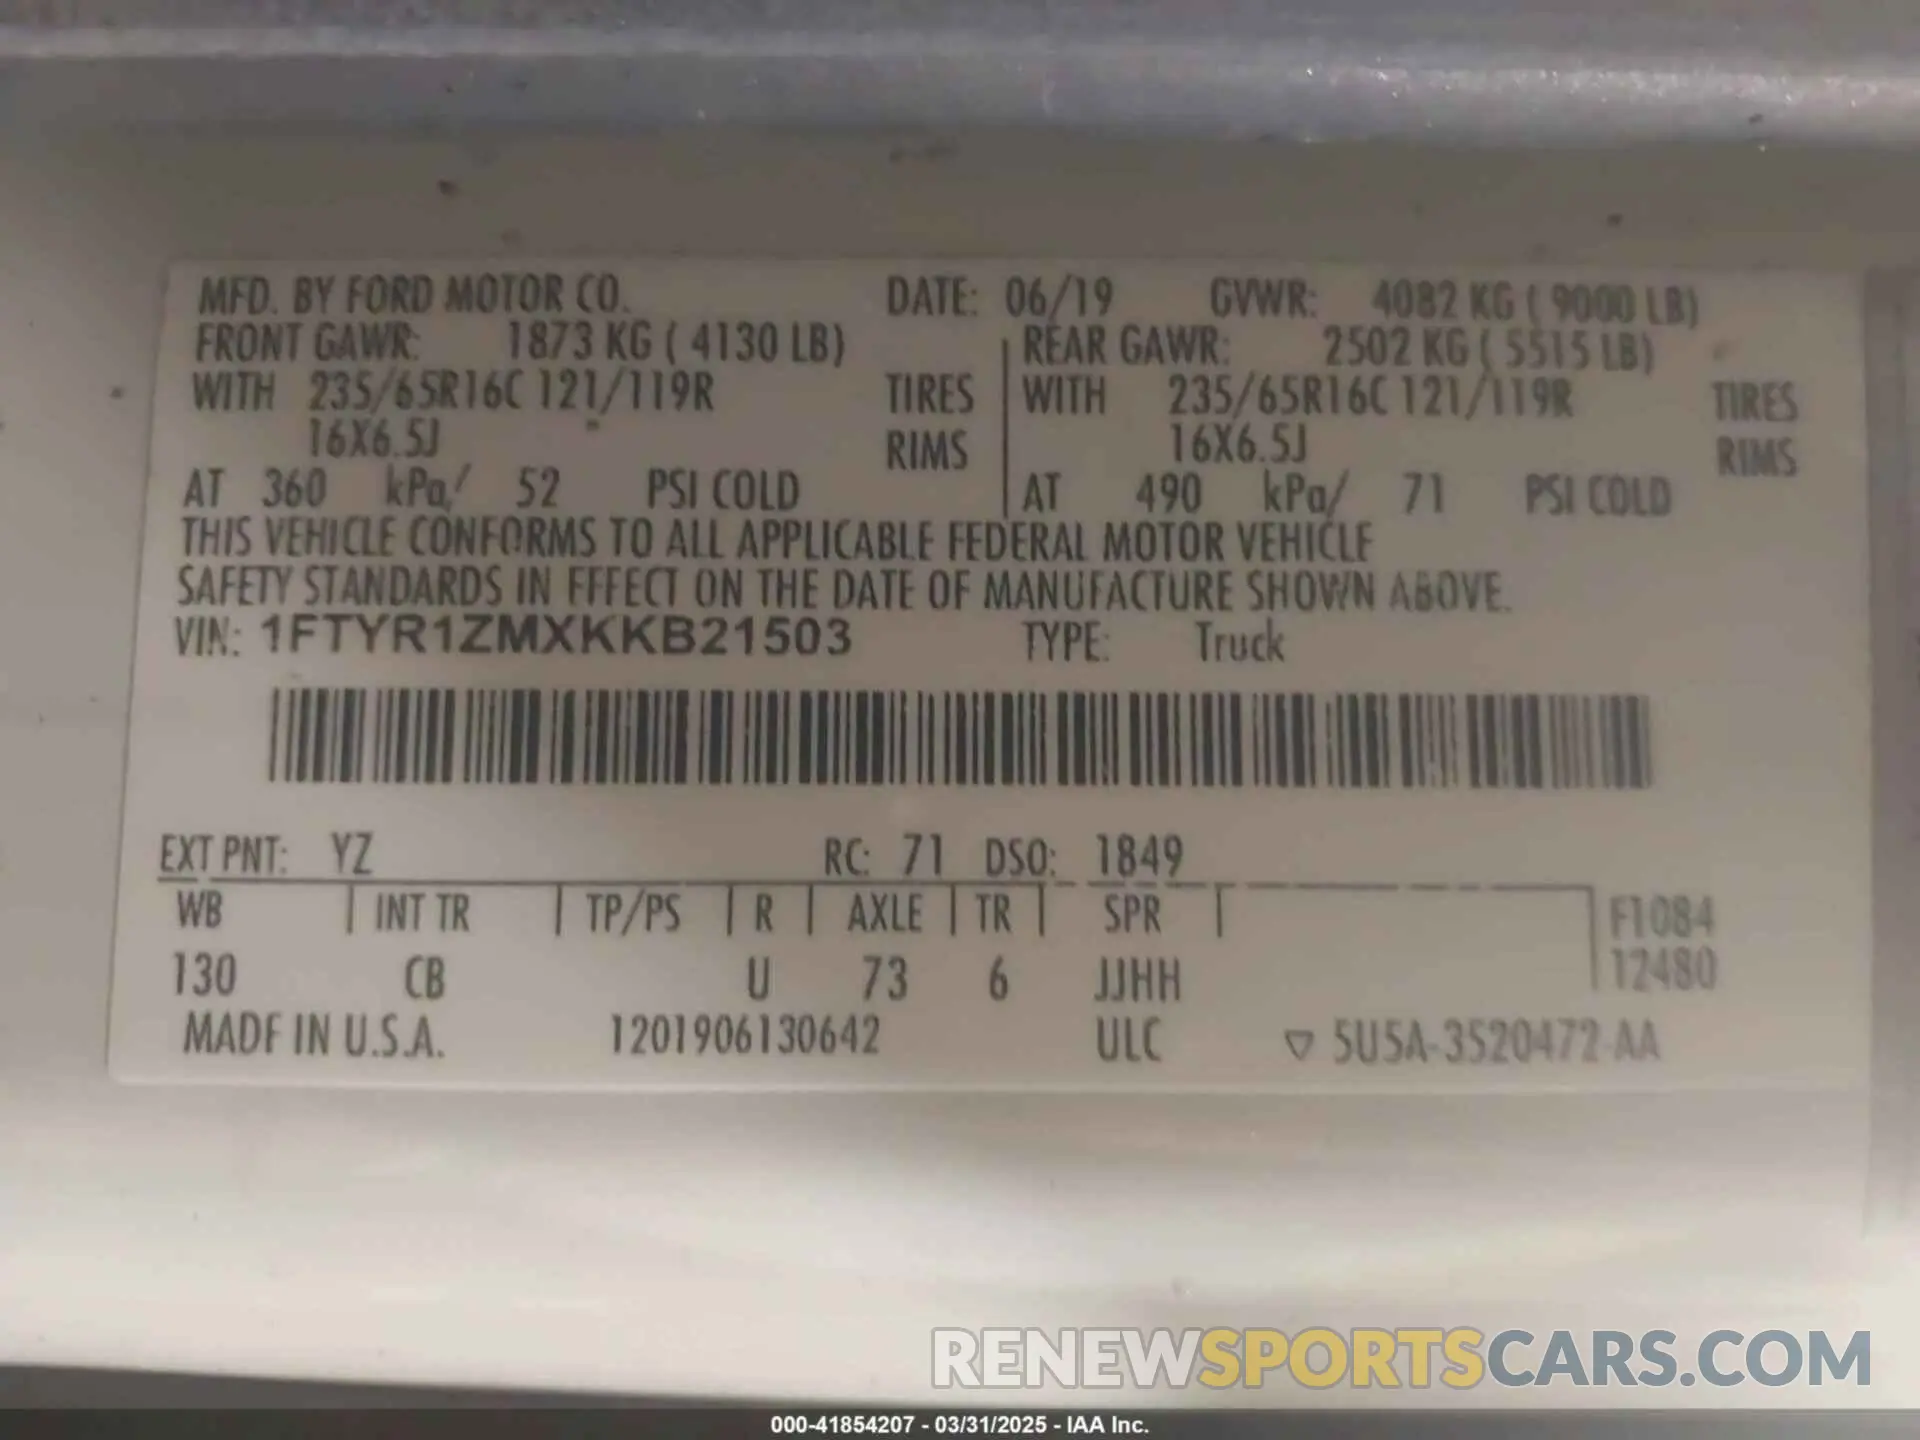 MFD. BY FORD MOTOR CO. DATE: 06/19 GVWR: 4082 KG ( 9000 LB)
FRONT GAWR: 1873 KG ( 4130 LB) REAR GAWR: 2502 KG ( 5515 LB)
WITH 235/65R16C 121/119R TIRES WITH 235/65R16C 121/119R TIRES
16X6.5J RIMS 16X6.5J RIMS
AT 360 kPa/ 52 PSI COLD AT 490 kPa/ 71 PSI COLD
THIS VEHICLE CONFORMS TO ALL APPLICABLE FEDERAL MOTOR VEHICLE
SAFETY STANDARDS IN EFFECT ON THE DATE OF MANUFACTURE SHOWN ABOVE.
VIN: 1FTYR1ZMXKKB21503 TYPE: Truck
EXT PNT: YZ RC: 71 DSO: 1849
WB INT TR TP/PS R AXLE TR SPR F1084
130 CB U 73 6 JJHH 12480
MADE IN U.S.A. 1201906130642 ULC ▽ 5U5A-3520472-AA
RENEWSPORTSCARS.COM
000-41854207 - 03/31/2025 - IAA Inc.